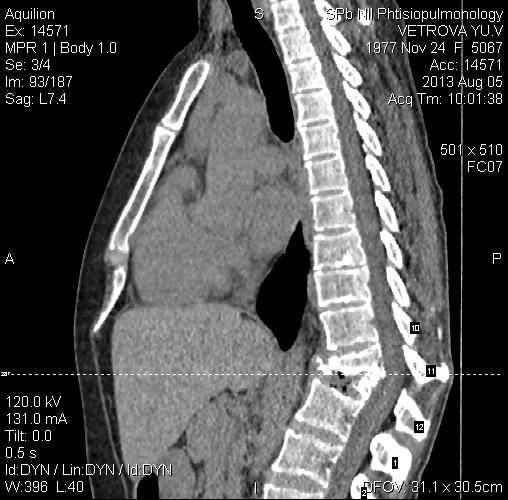 Aquilion
Ex: 14571
MPR 1 | Body 1.0
Se: 3/4
Im: 93/187
Sag: L7.4
S
SPb NII Phtisiopulmonology
VETROVA YU.V
1977 Nov 24 F 5067
Acc: 14571
2013 Aug 05
Acq Tm: 10:01:38
501 x 510
FC07
A
P
10
11
12
1
2
120.0 kV
131.0 mA
Tilt: 0.0
0.5 s
Id:DYN / Lin:DYN / Id:DYN
W:396 L:40
I
DFOV: 31.1 x 30.5cm